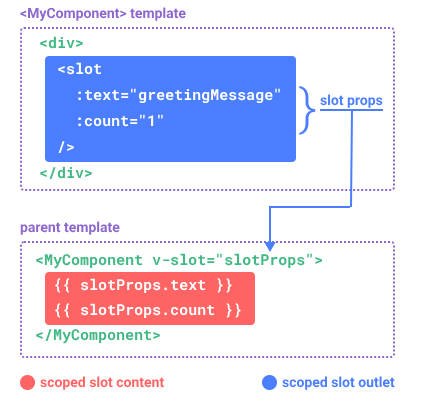 <MyComponent> template
<div>
<slot
:text="greetingMessage"
:count="1"
/>
slot props
</div>
parent template
<MyComponent v-slot="slotProps">
{{ slotProps.text }}
{{ slotProps.count }}
</MyComponent>
scoped slot content
scoped slot outlet